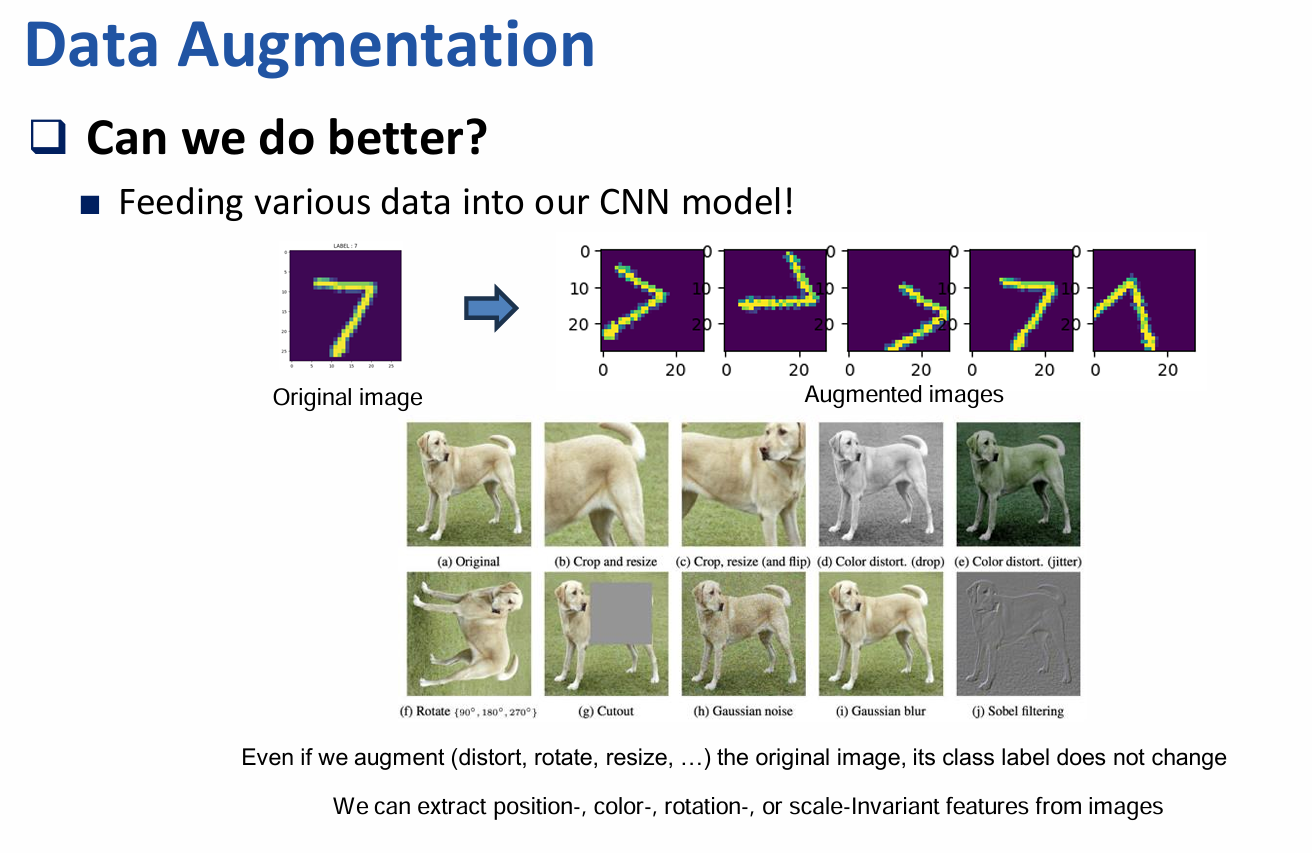 Data Augmentation
❑ Can we do better?
■ Feeding various data into our CNN model!
LABEL : 7
0
5
10
15
20
25
0 5 10 15 20 25
0 0 0 0 0
10 10 10 10 10
20 20 20 20 20
0 20 0 20 0 20 0 20 0 20
Original image
Augmented images
(a) Original (b) Crop and resize (c) Crop, resize (and flip) (d) Color distort. (drop) (e) Color distort. (jitter)
(f) Rotate {90°, 180°, 270°} (g) Cutout (h) Gaussian noise (i) Gaussian blur (j) Sobel filtering
Even if we augment (distort, rotate, resize, …) the original image, its class label does not change
We can extract position-, color-, rotation-, or scale-Invariant features from images